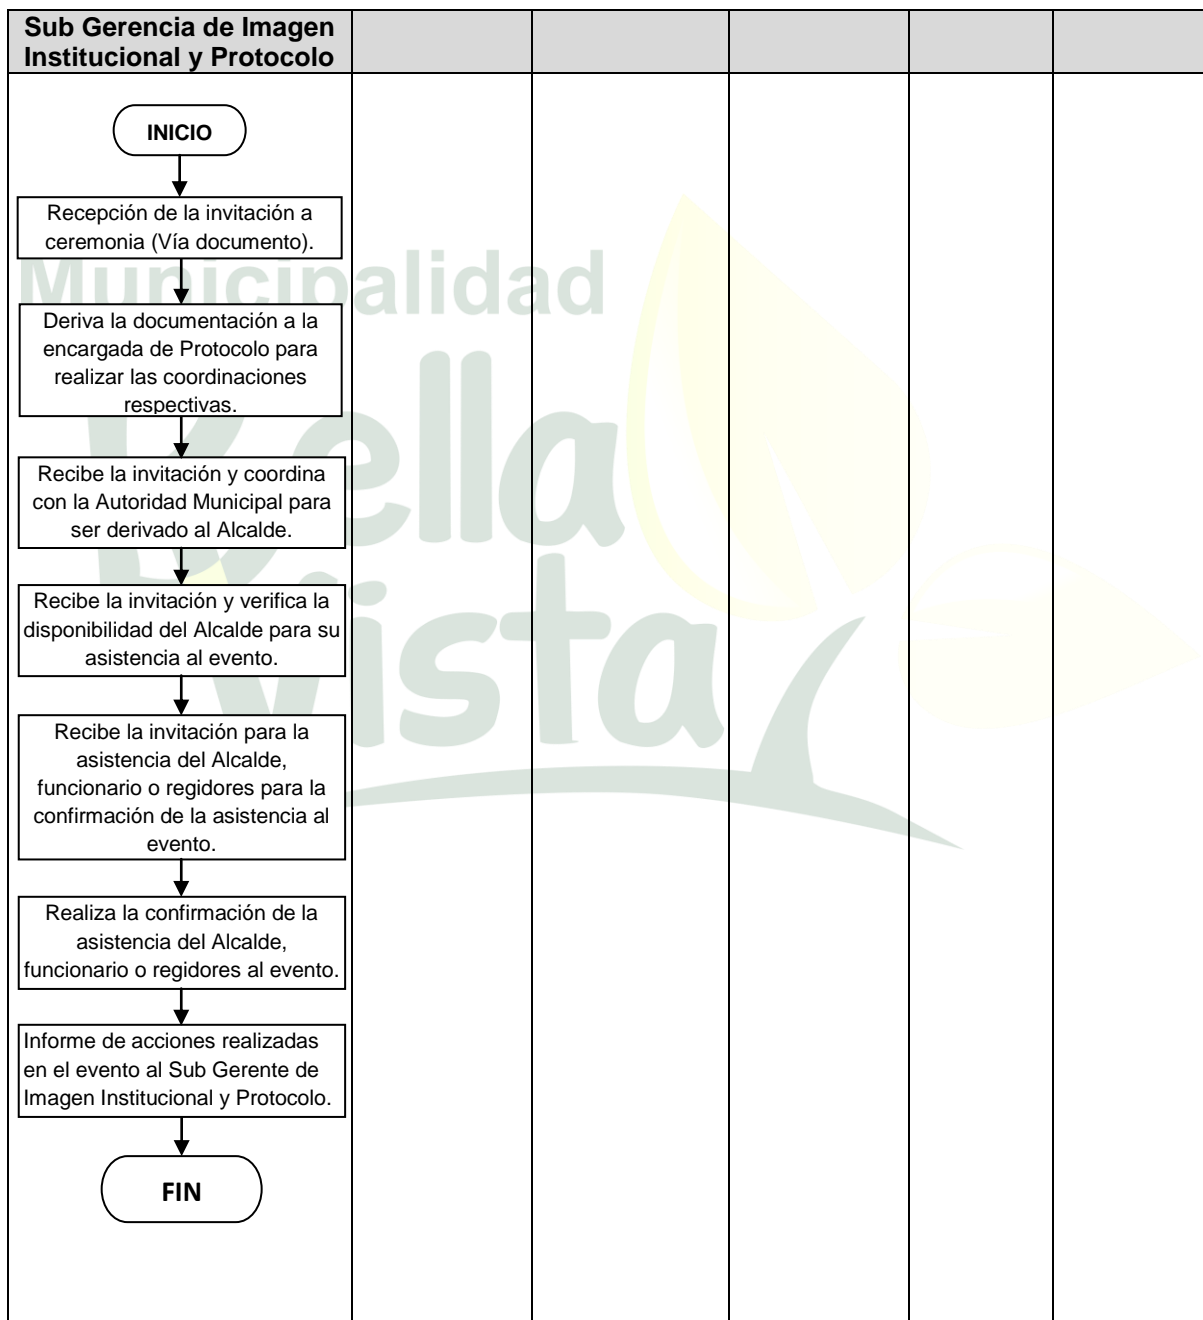 Sub Gerencia de Imagen
Institucional y Protocolo
INICIO
Recepción de la invitación a
ceremonia (Vía documento).
Municipalidad
Deriva la documentación a la
encargada de Protocolo para
realizar las coordinaciones
respectivas.
Bella
Recibe la invitación y coordina
con la Autoridad Municipal para
ser derivado al Alcalde.
Vista
Recibe la invitación y verifica la
disponibilidad del Alcalde para su
asistencia al evento.
Recibe la invitación para la
asistencia del Alcalde,
funcionario o regidores para la
confirmación de la asistencia al
evento.
Realiza la confirmación de la
asistencia del Alcalde,
funcionario o regidores al evento.
Informe de acciones realizadas
en el evento al Sub Gerente de
Imagen Institucional y Protocolo.
FIN